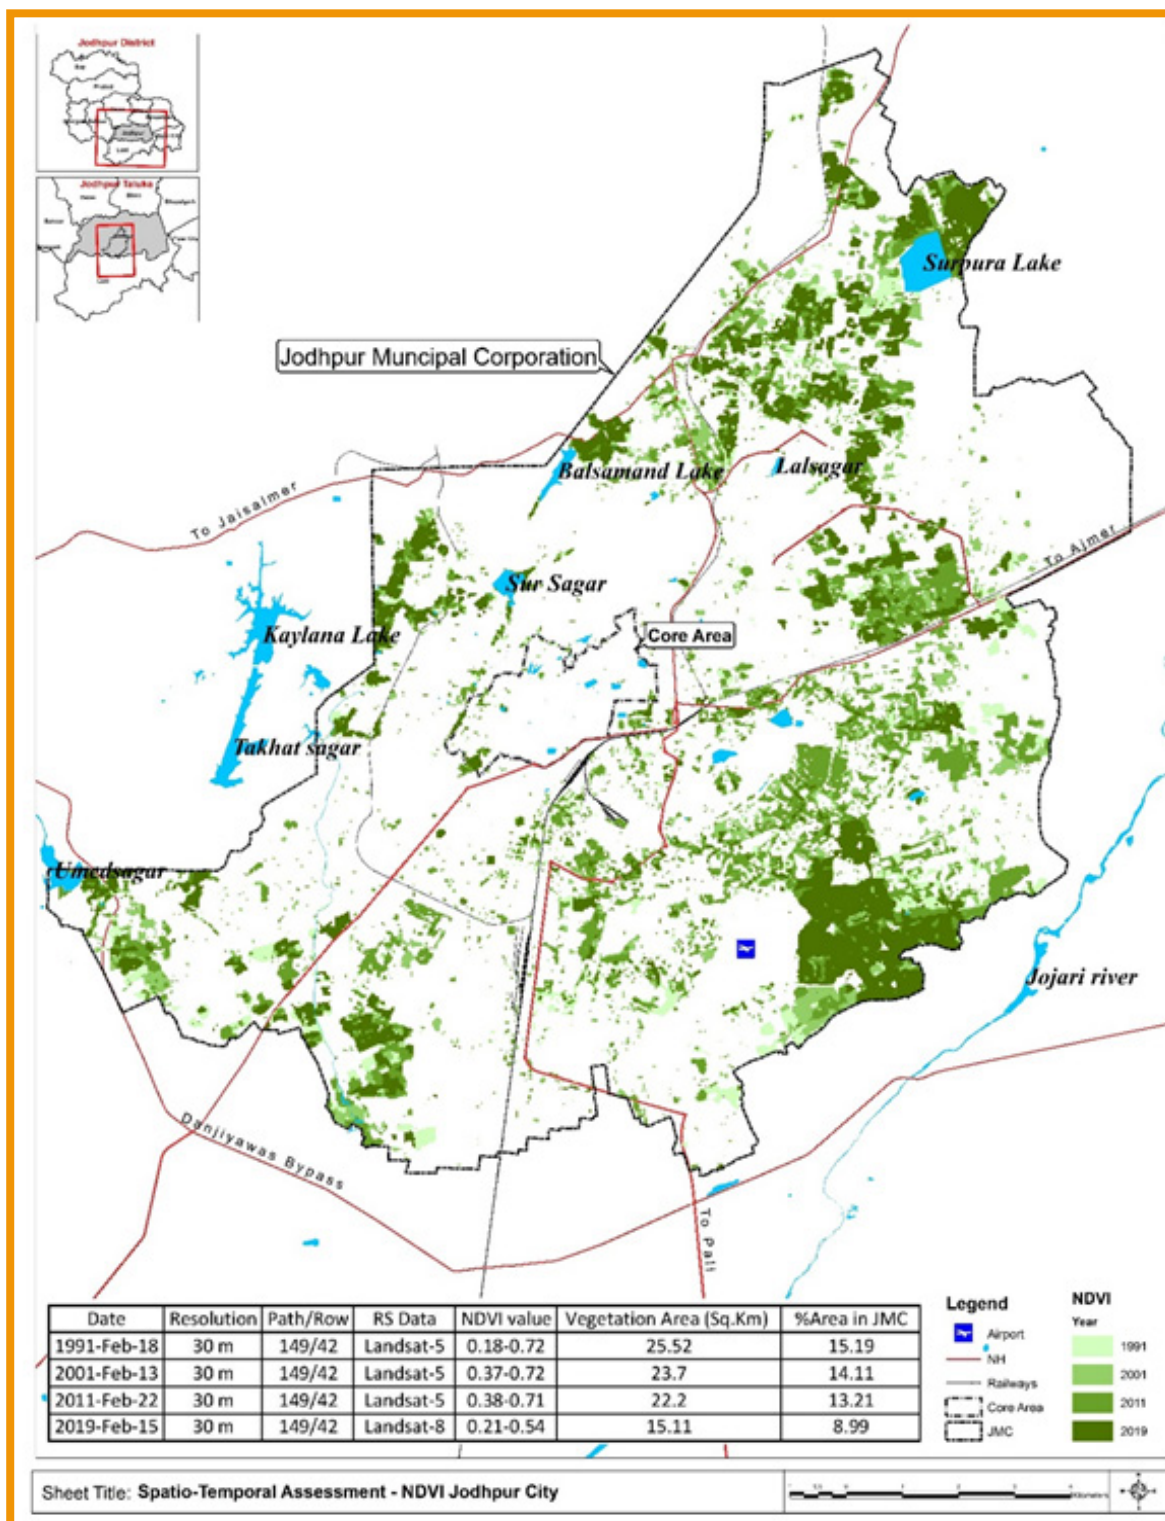 Jodhpur District
Jodhpur Taluka
Surpura Lake
Jodhpur Muncipal Corporation
Balsamand Lake
Lalsagar
To Jaisalmer
To Ajmer
Sur Sagar
Kaylana Lake
Core Area
Takhat sagar
Umedsagar
Jojari river
Danjiyawas Bypass
To Pali
Date Resolution Path/Row RS Data NDVI value Vegetation Area (Sq.Km) %Area in JMC
1991-Feb-18 30 m 149/42 Landsat-5 0.18-0.72 25.52 15.19
2001-Feb-13 30 m 149/42 Landsat-5 0.37-0.72 23.7 14.11
2011-Feb-22 30 m 149/42 Landsat-5 0.38-0.71 22.2 13.21
2019-Feb-15 30 m 149/42 Landsat-8 0.21-0.54 15.11 8.99
Legend
Airport
NH
Railways
Core Area
JMC
NDVI
Year
1991
2001
2011
2019
Sheet Title: Spatio-Temporal Assessment - NDVI Jodhpur City